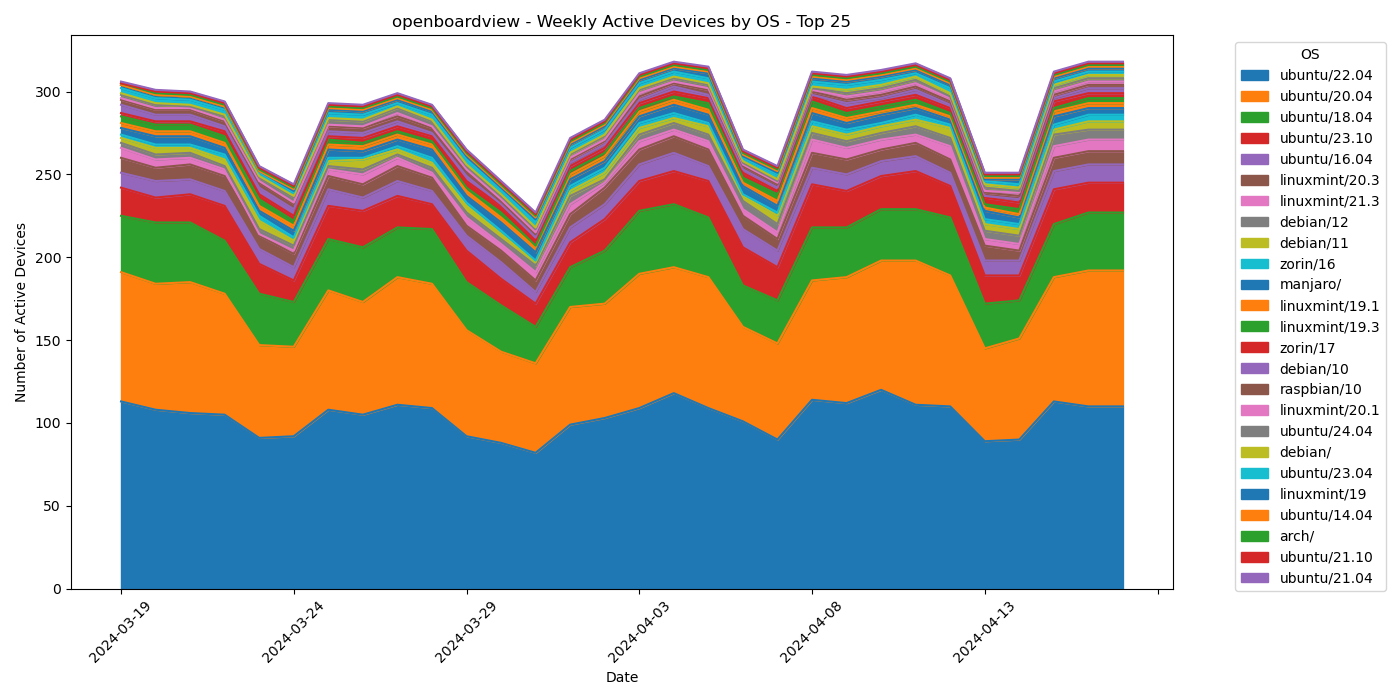 openboardview - Weekly Active Devices by OS - Top 25
Number of Active Devices
300
250
200
150
100
50
0
2024-03-19
2024-03-24
2024-03-29
2024-04-03
2024-04-08
2024-04-13
Date
OS
ubuntu/22.04
ubuntu/20.04
ubuntu/18.04
ubuntu/23.10
ubuntu/16.04
linuxmint/20.3
linuxmint/21.3
debian/12
debian/11
zorin/16
manjaro/
linuxmint/19.1
linuxmint/19.3
zorin/17
debian/10
raspbian/10
linuxmint/20.1
ubuntu/24.04
debian/
ubuntu/23.04
linuxmint/19
ubuntu/14.04
arch/
ubuntu/21.10
ubuntu/21.04